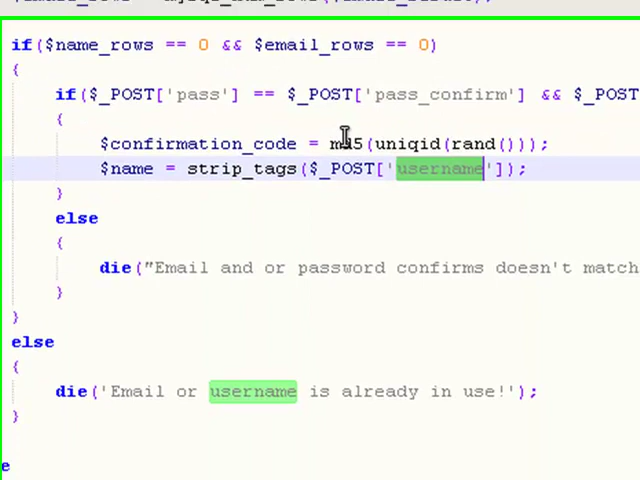 if($name_rows == 0 && $email_rows == 0)
{
if($_POST['pass'] == $_POST['pass_confirm'] && $_POST
{
$confirmation_code = md5(uniqid(rand()));
$name = strip_tags($_POST['username']);
}
else
{
die("Email and or password confirms doesn't match
}
}
else
{
die('Email or username is already in use!');
}
e